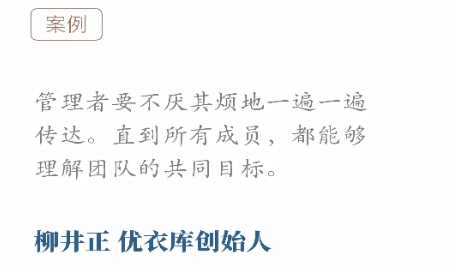 案例
管理者要不厌其烦地一遍一遍
传达。直到所有成员，都能够
理解团队的共同目标。
柳井正 优衣库创始人